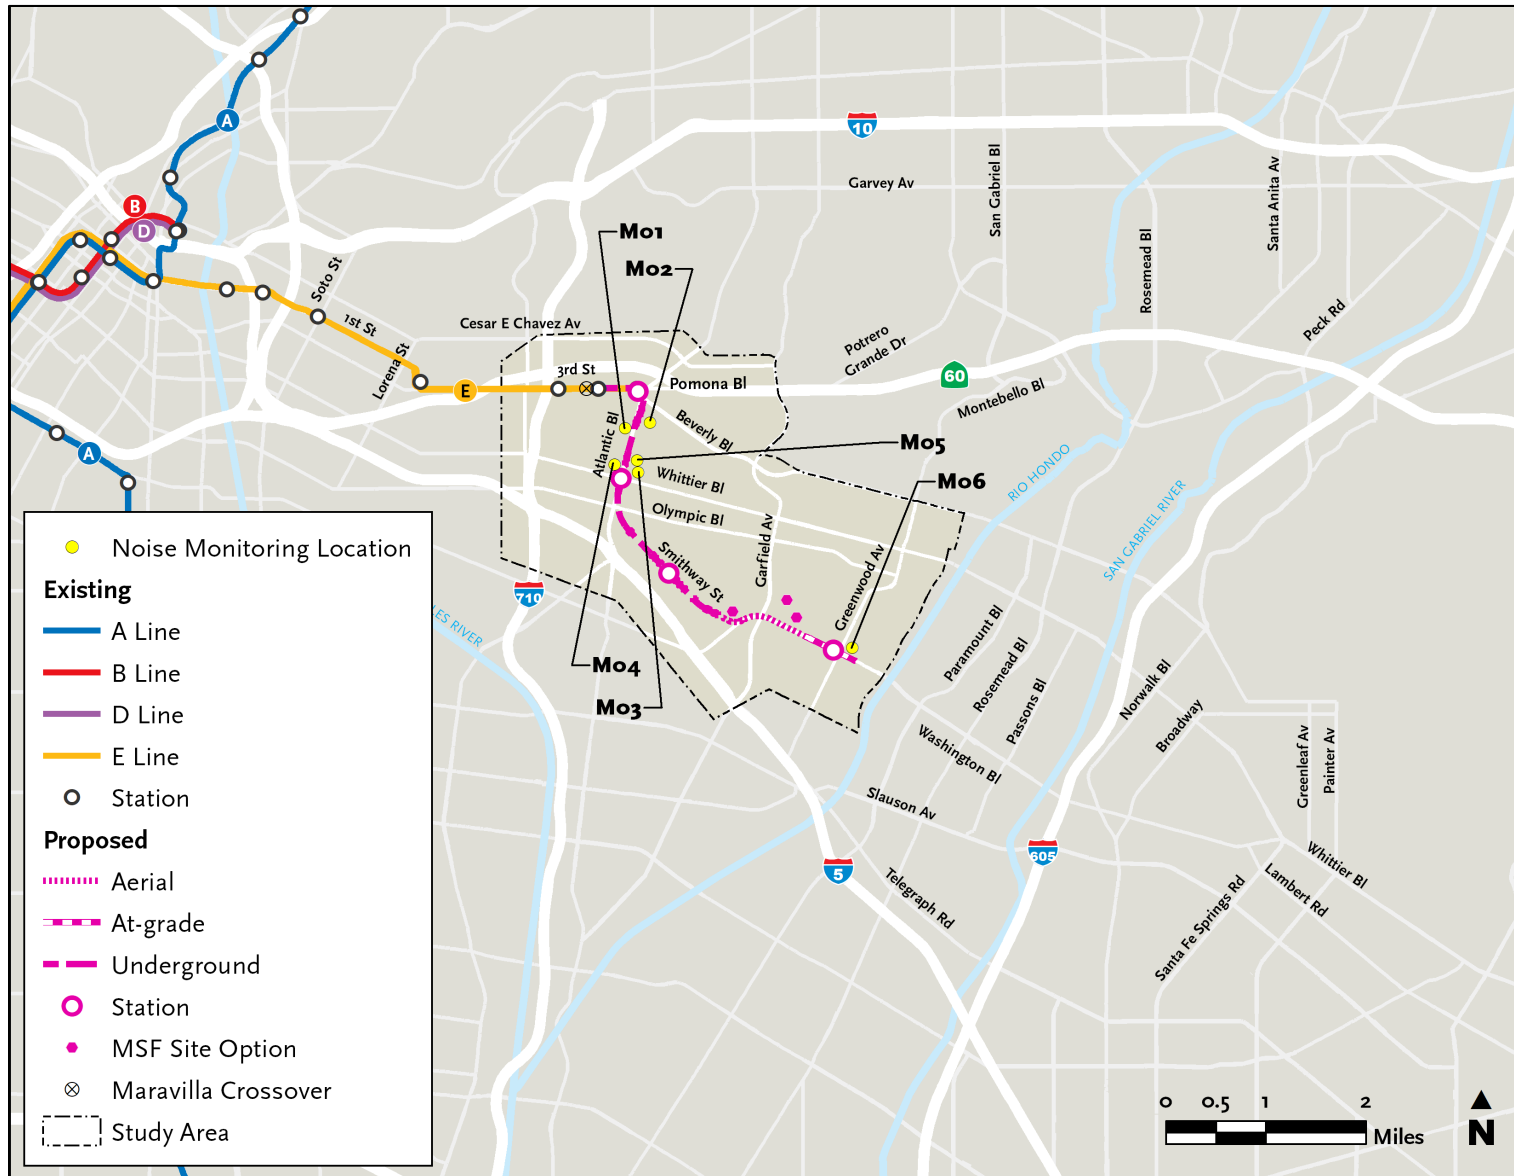 A
10
San Gabriel Bl
Santa Anita Av
Garvey Av
B
D
Mo1
Mo2
Rosemead Bl
Soto St
1st St
Cesar E Chavez Av
Potrero
Grande Dr
Peck Rd
Lorena St
3rd St
E
Pomona Bl
60
Montebello Bl
Atlantic Bl
Beverly Bl
Mo5
A
Whittier Bl
Mo6
RIO HONDO
SAN GABRIEL RIVER
Olympic Bl
Garfield Av
Smithway St
Greenwood Av
710
LES RIVER
Mo4
Mo3
Paramount Bl
Rosemead Bl
Passons Bl
Norwalk Bl
Broadway
Washington Bl
Greenleaf Av
Painter Av
Slauson Av
5
605
Whittier Bl
Lambert Rd
Telegraph Rd
Santa Fe Springs Rd
Noise Monitoring Location
Existing
A Line
B Line
D Line
E Line
Station
Proposed
Aerial
At-grade
Underground
Station
MSF Site Option
Maravilla Crossover
Study Area
0 0.5 1 2
Miles
N